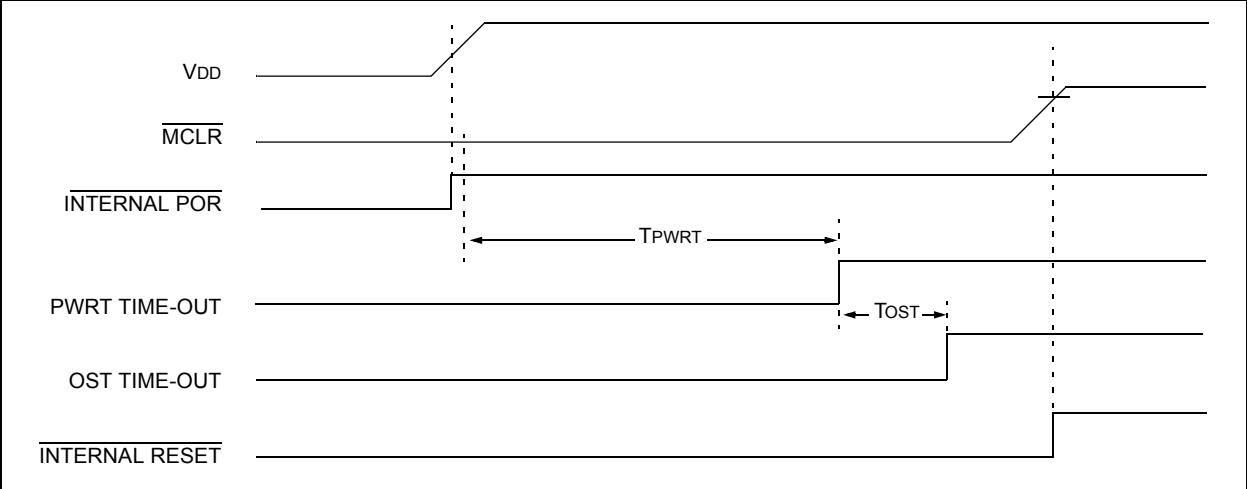 VDD
MCLR
INTERNAL POR
TPWRT
PWRT TIME-OUT
TOST
OST TIME-OUT
INTERNAL RESET